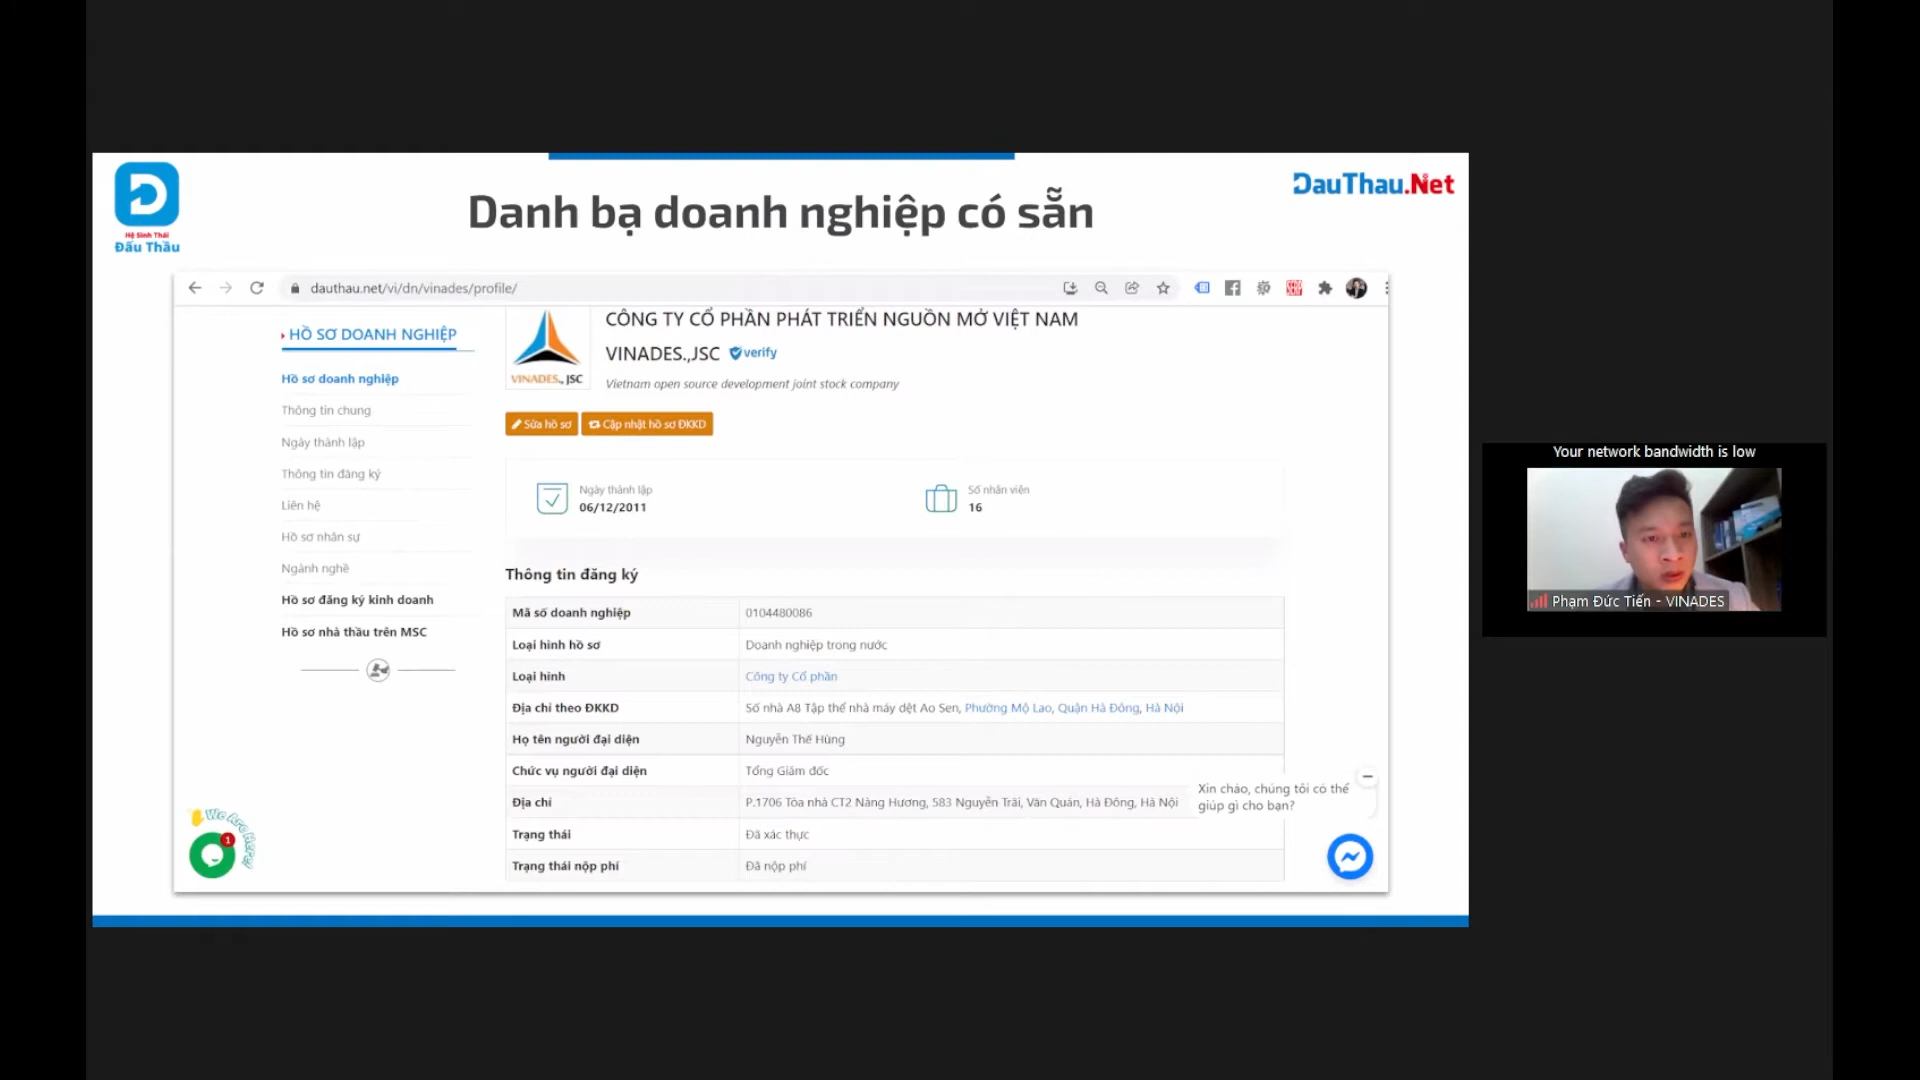 Hệ Sinh Thái
Đấu Thầu
DauThau.Net
Danh bạ doanh nghiệp có sẵn
dauthau.net/vi/dn/vinades/profile/
HỒ SƠ DOANH NGHIỆP
Hồ sơ doanh nghiệp
Thông tin chung
Ngày thành lập
Thông tin đăng ký
Liên hệ
Hồ sơ nhân sự
Ngành nghề
Hồ sơ đăng ký kinh doanh
Hồ sơ nhà thầu trên MSC
VINADES., JSC
CÔNG TY CỔ PHẦN PHÁT TRIỂN NGUỒN MỞ VIỆT NAM
VINADES.,JSC verify
Vietnam open source development joint stock company
Sửa hồ sơ Cập nhật hồ sơ ĐKKD
Ngày thành lập
06/12/2011
Số nhân viên
16
Thông tin đăng ký
Mã số doanh nghiệp 0104480086
Loại hình hồ sơ Doanh nghiệp trong nước
Loại hình Công ty Cổ phần
Địa chỉ theo ĐKKD Số nhà A8 Tập thể nhà máy dệt Ao Sen, Phường Mộ Lao, Quận Hà Đông, Hà Nội
Họ tên người đại diện Nguyễn Thế Hùng
Chức vụ người đại diện Tổng Giám đốc
Địa chỉ P.1706 Tòa nhà CT2 Nàng Hương, 583 Nguyễn Trãi, Văn Quán, Hà Đông, Hà Nội
Trạng thái Đã xác thực
Trạng thái nộp phí Đã nộp phí
Xin chào, chúng tôi có thể
giúp gì cho bạn?
We Are Here!
1
Your network bandwidth is low
Phạm Đức Tiến - VINADES